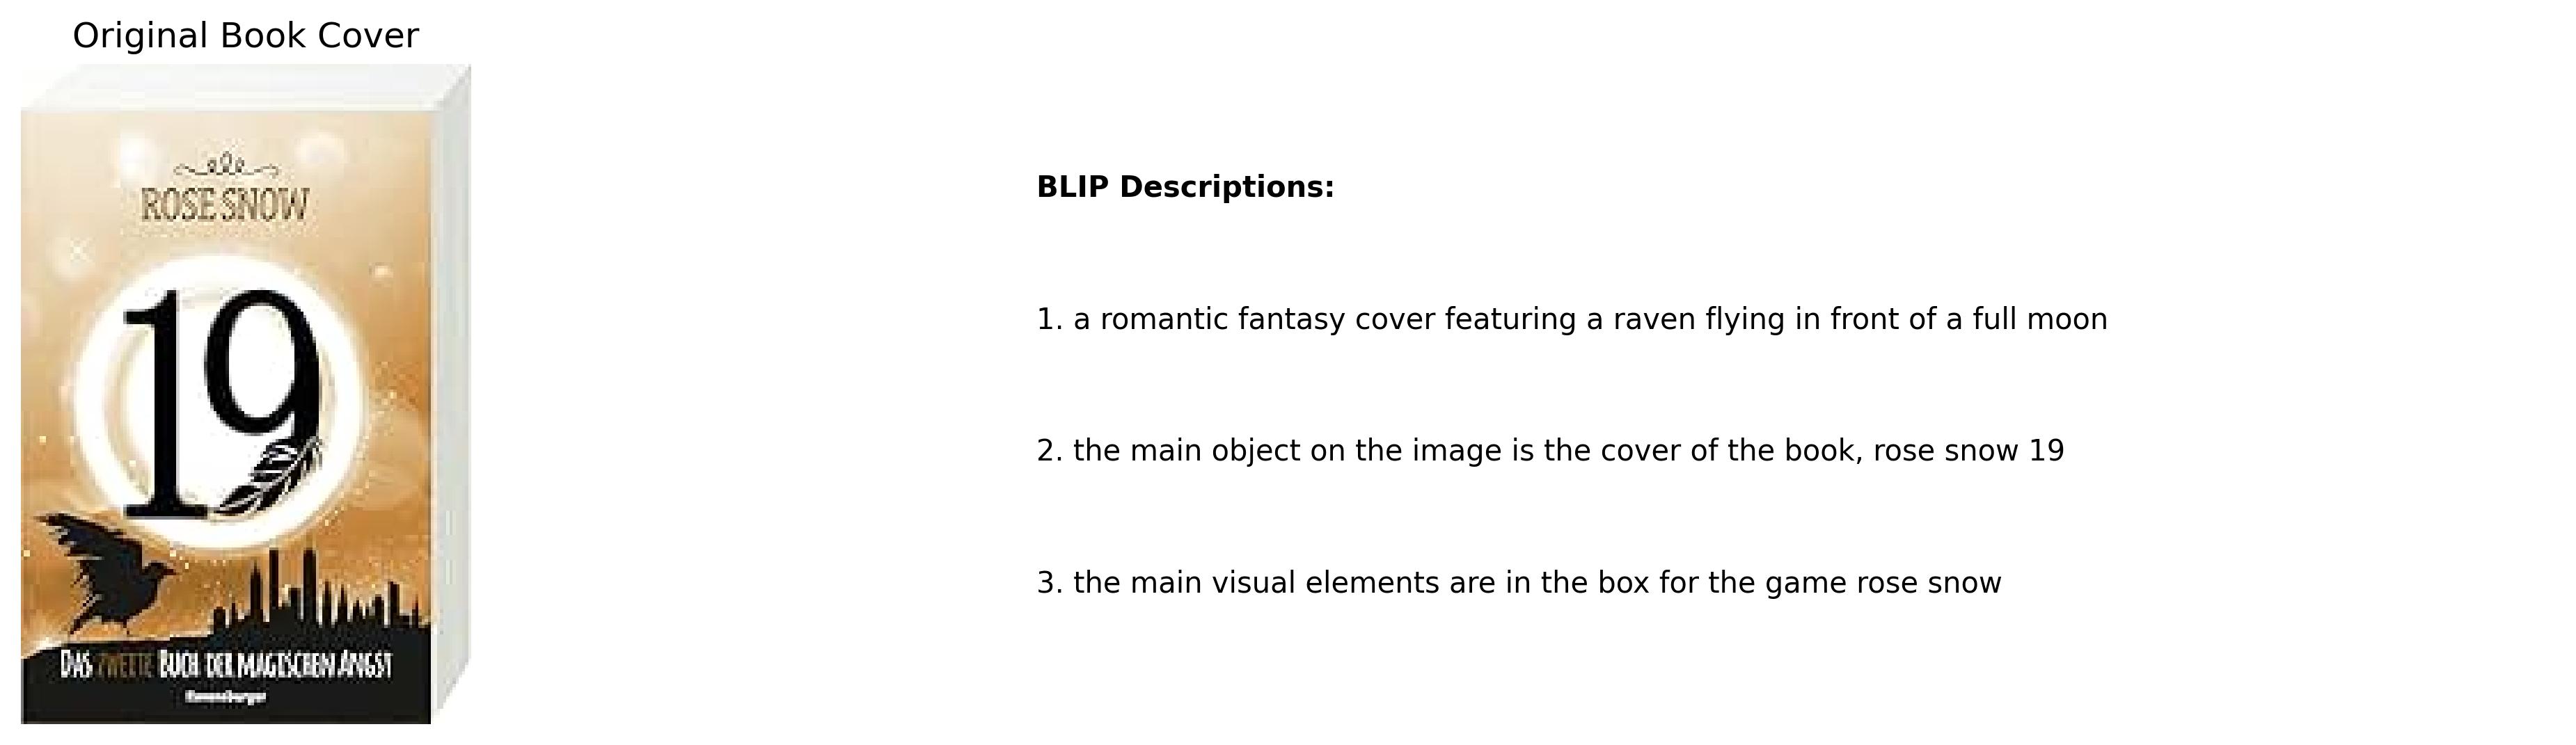 Original Book Cover
ROSE SNOW
19
DAS ZWEITE BUCH DER MAGISCHEN ANGST
Ravensburger
BLIP Descriptions:
1. a romantic fantasy cover featuring a raven flying in front of a full moon
2. the main object on the image is the cover of the book, rose snow 19
3. the main visual elements are in the box for the game rose snow